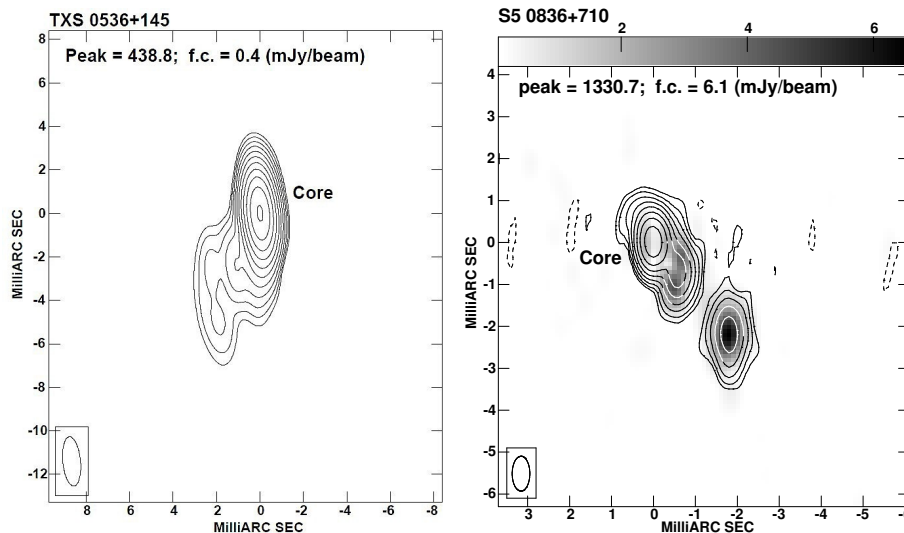 TXS 0536+145
Peak = 438.8; f.c. = 0.4 (mJy/beam)
8
6
4
2
0
-2
-4
-6
-8
-10
-12
MilliARC SEC
Core
8 6 4 2 0 -2 -4 -6 -8
MilliARC SEC
S5 0836+710
2 4 6
peak = 1330.7; f.c. = 6.1 (mJy/beam)
4
3
2
1
0
-1
-2
-3
-4
-5
-6
MilliARC SEC
Core
3 2 1 0 -1 -2 -3 -4 -5 -6
MilliARC SEC